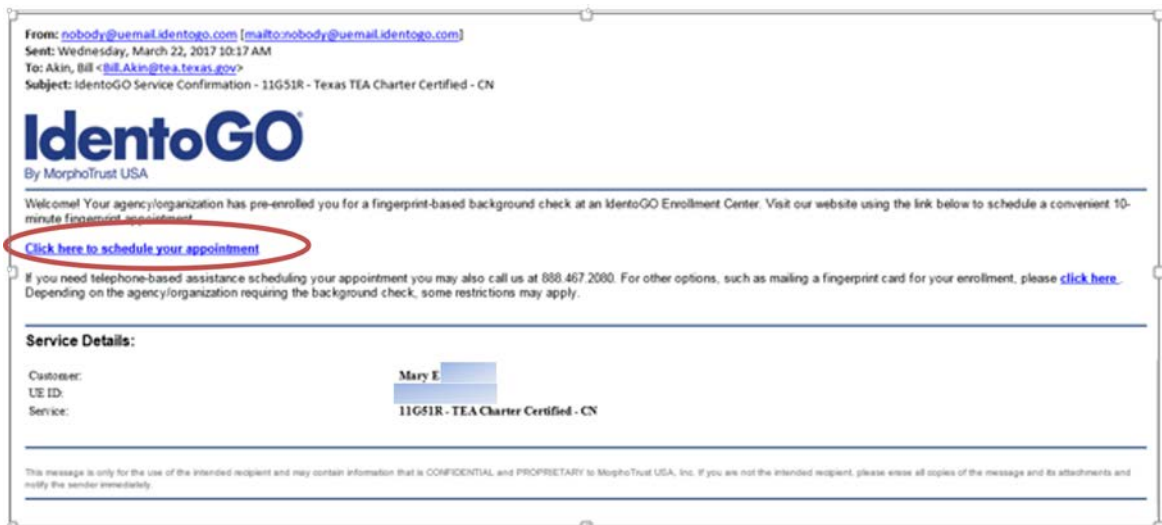 From: nobody@uemail.identogo.com [mailto:nobody@uemail.identogo.com]
Sent: Wednesday, March 22, 2017 10:17 AM
To: Akin, Bill <Bill.Akin@tea.texas.gov>
Subject: IdentoGO Service Confirmation - 11G51R - Texas TEA Charter Certified - CN
IdentoGO
By MorphoTrust USA
Welcome! Your agency/organization has pre-enrolled you for a fingerprint-based background check at an IdentoGO Enrollment Center. Visit our website using the link below to schedule a convenient 10-
minute fingerprint appointment.
Click here to schedule your appointment
If you need telephone-based assistance scheduling your appointment you may also call us at 888.467.2080. For other options, such as mailing a fingerprint card for your enrollment, please click here .
Depending on the agency/organization requiring the background check, some restrictions may apply.
Service Details:
Customer: Mary E
UE ID:
Service: 11G51R - TEA Charter Certified - CN
This message is only for the use of the intended recipient and may contain information that is CONFIDENTIAL and PROPRIETARY to MorphoTrust USA, Inc. If you are not the intended recipient, please erase all copies of the message and its attachments and
notify the sender immediately.